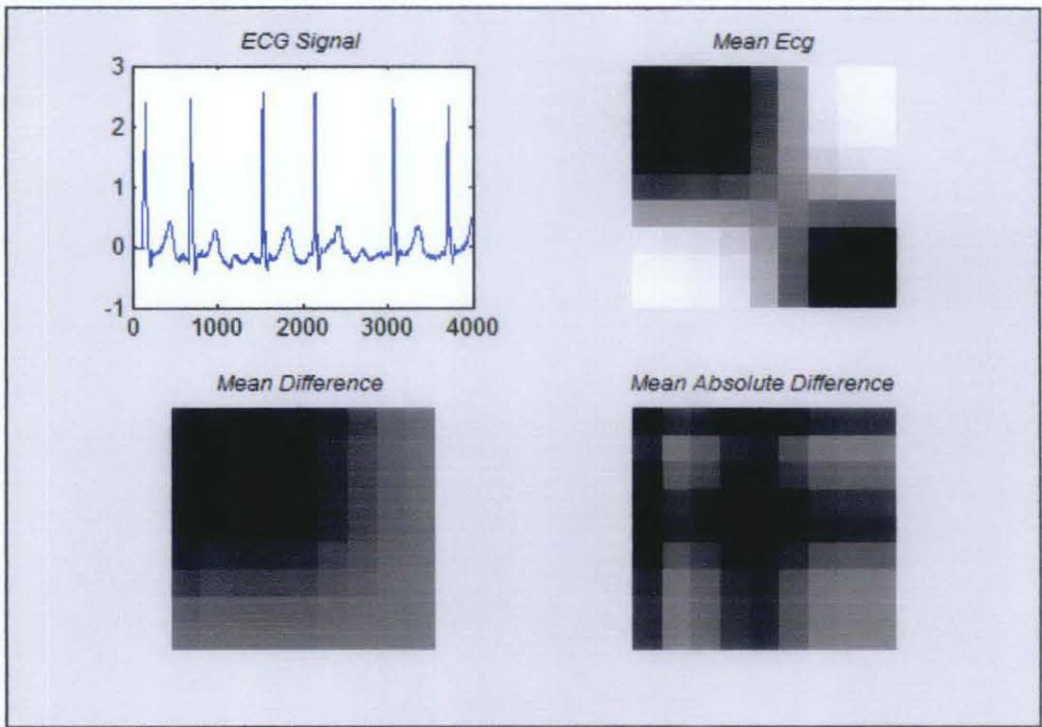 ECG Signal
Mean Ecg
3
2
1
0
-1
0
1000
2000
3000
4000
Mean Difference
Mean Absolute Difference